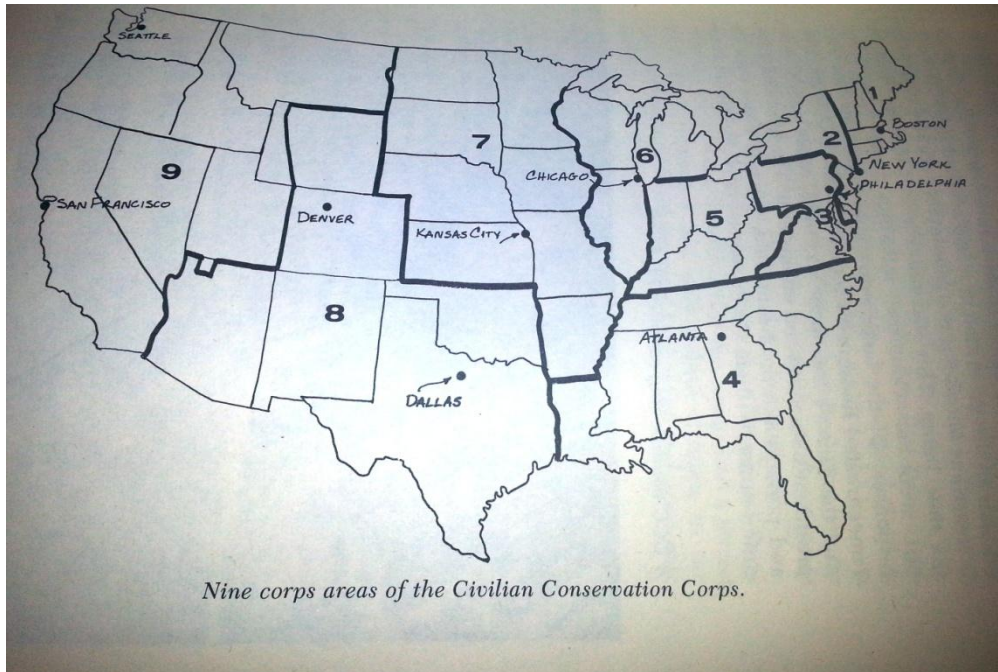 SEATTLE
1
BOSTON
2
7
6
CHICAGO
NEW YORK
PHILADELPHIA
9
SAN FRANCISCO
DENVER
KANSAS CITY
5
3
8
ATLANTA
4
DALLAS
Nine corps areas of the Civilian Conservation Corps.